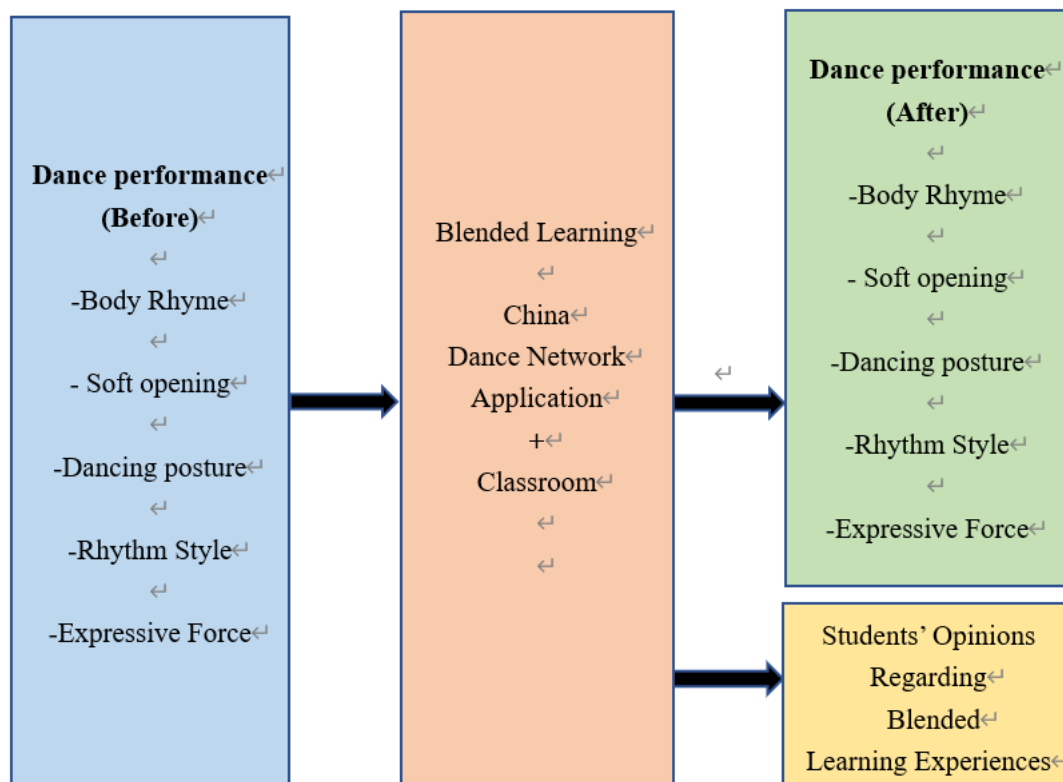 Dance performance
(Before)
-Body Rhyme
- Soft opening
-Dancing posture
-Rhythm Style
-Expressive Force
Blended Learning
China
Dance Network
Application
+
Classroom
Dance performance
(After)
-Body Rhyme
- Soft opening
-Dancing posture
-Rhythm Style
-Expressive Force
Students’ Opinions
Regarding
Blended
Learning Experiences